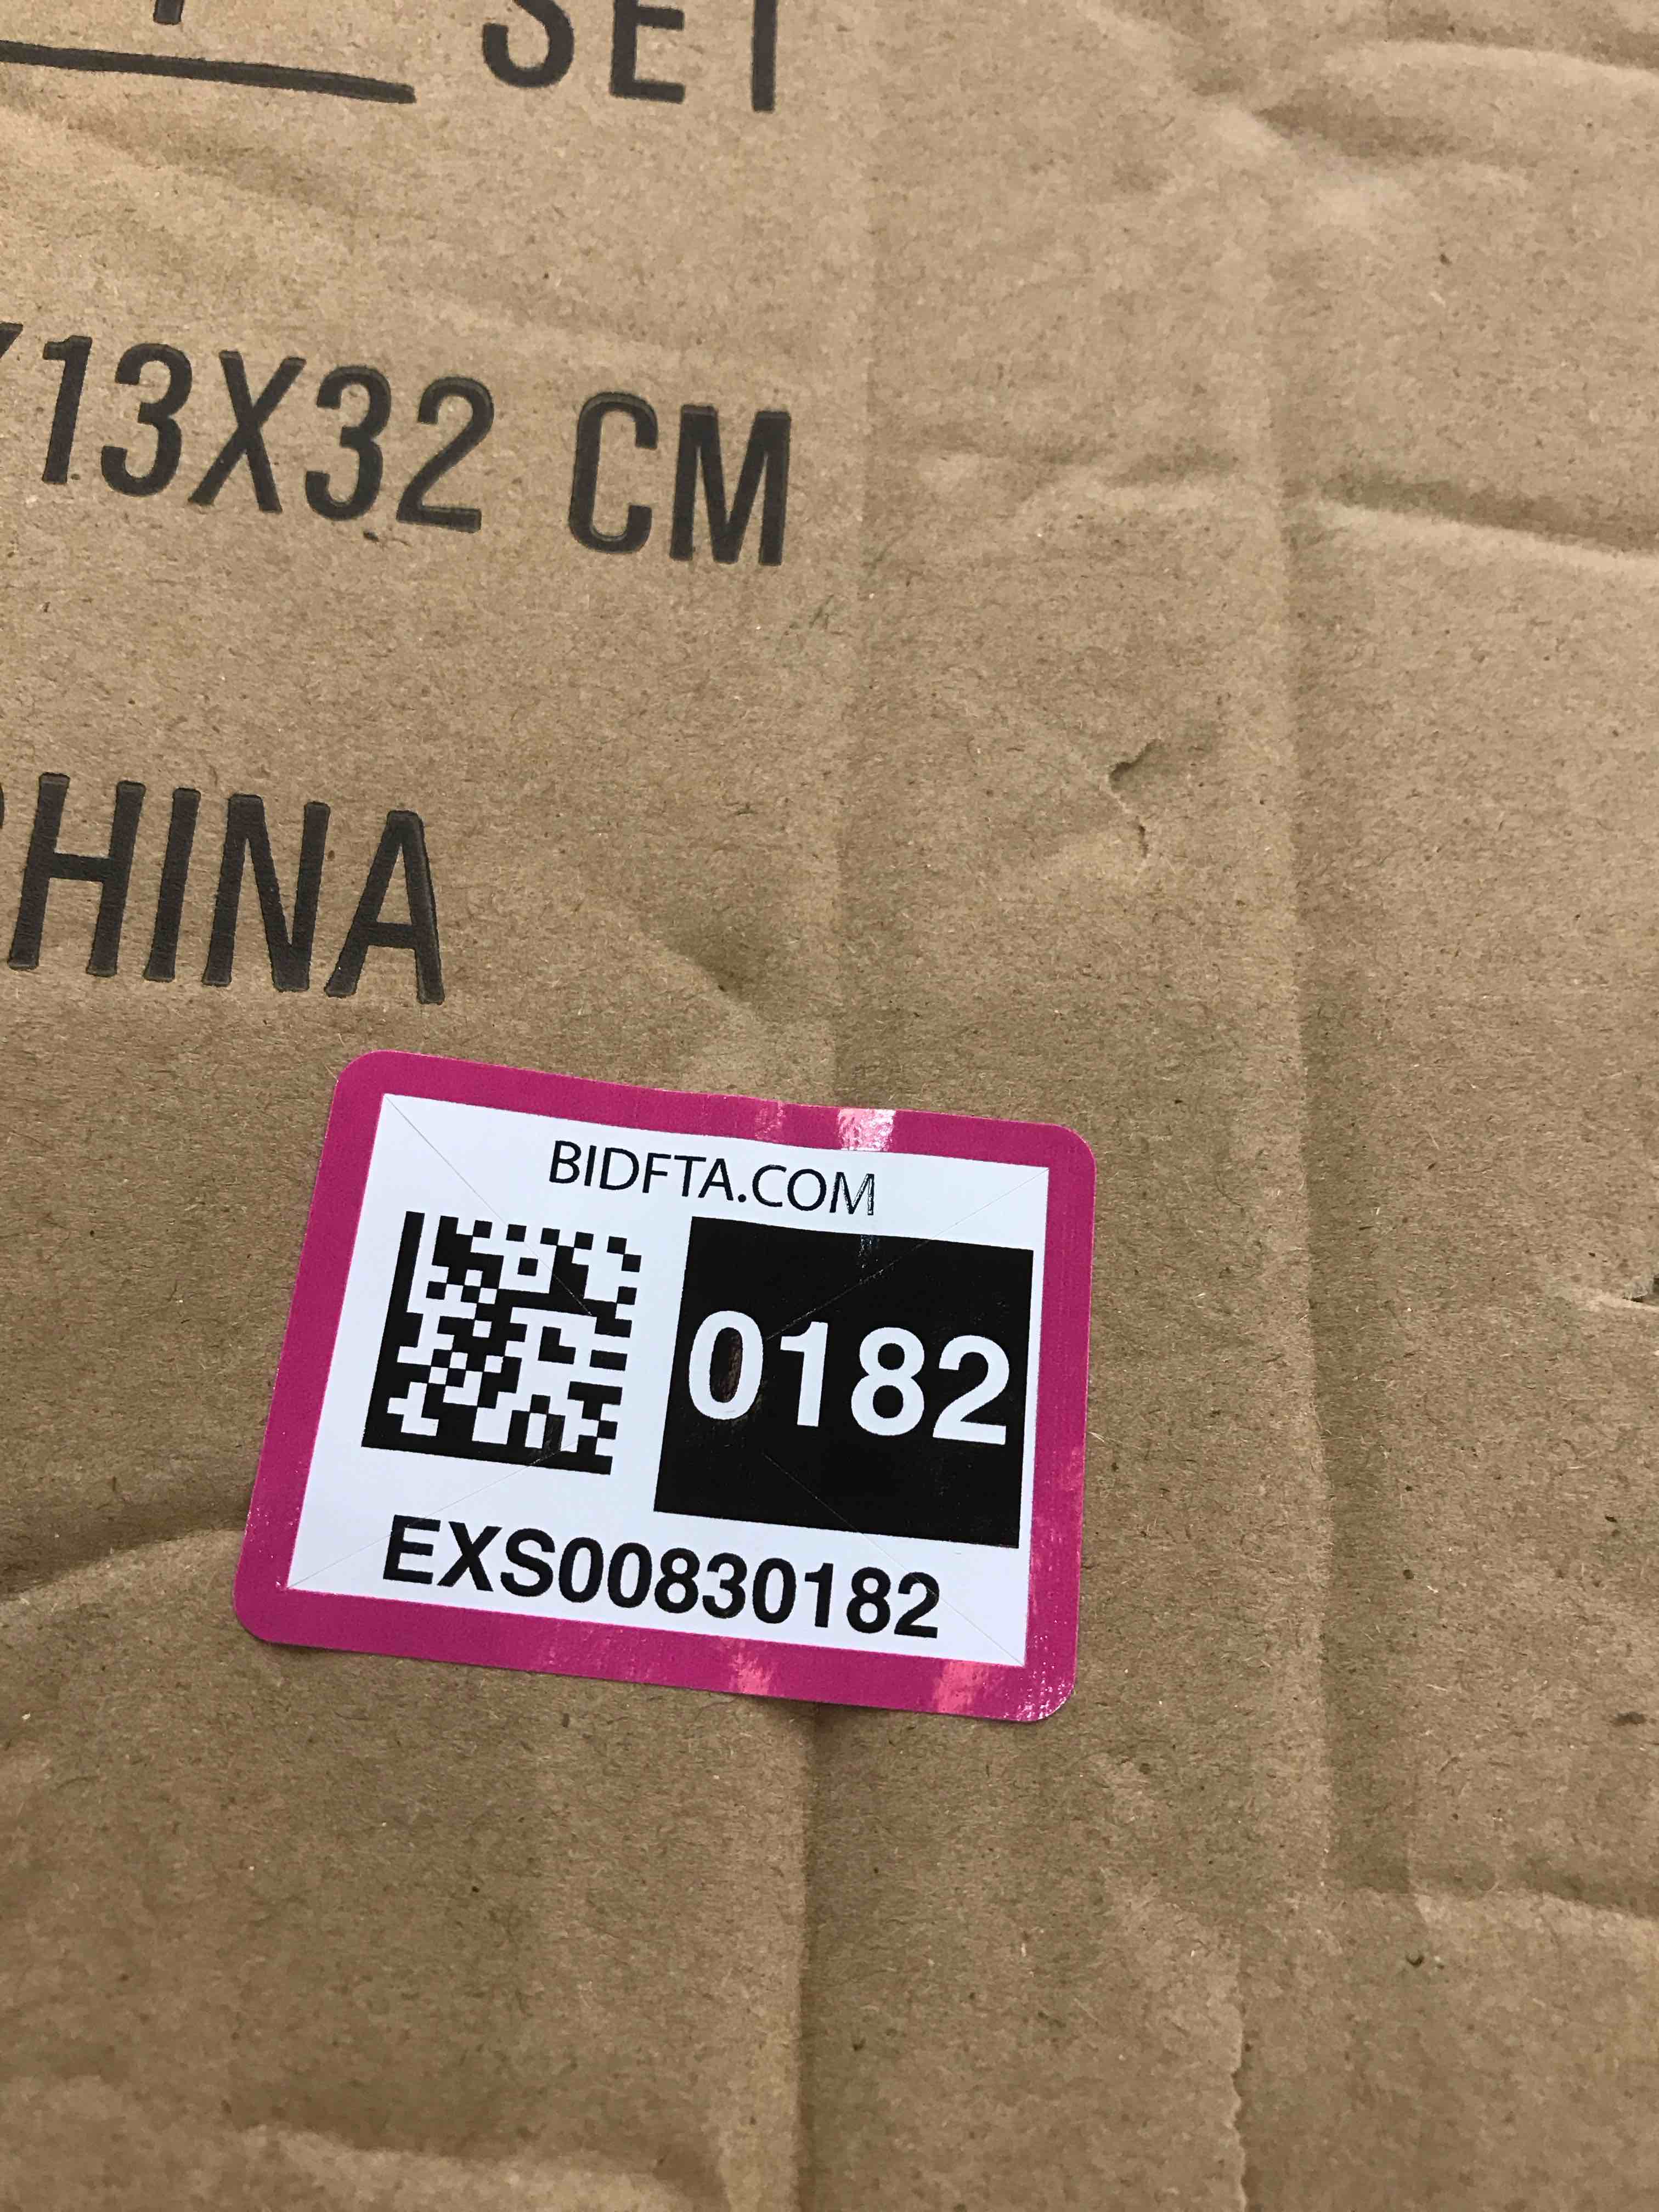 SET
13X32 CM
HINA
BIDFTA.COM
0182
EXS00830182